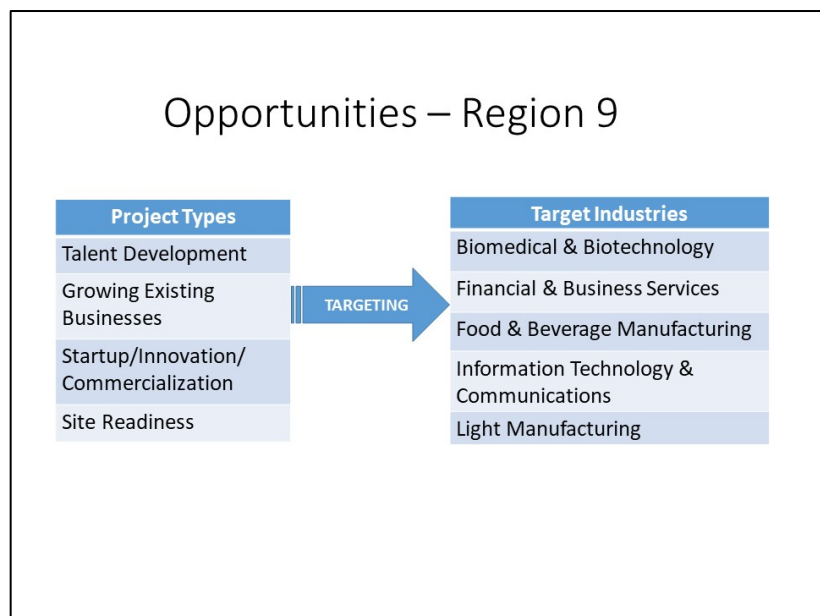 Opportunities – Region 9
Project Types
Talent Development
Growing Existing
Businesses
Startup/Innovation/
Commercialization
Site Readiness
TARGETING
Target Industries
Biomedical & Biotechnology
Financial & Business Services
Food & Beverage Manufacturing
Information Technology &
Communications
Light Manufacturing